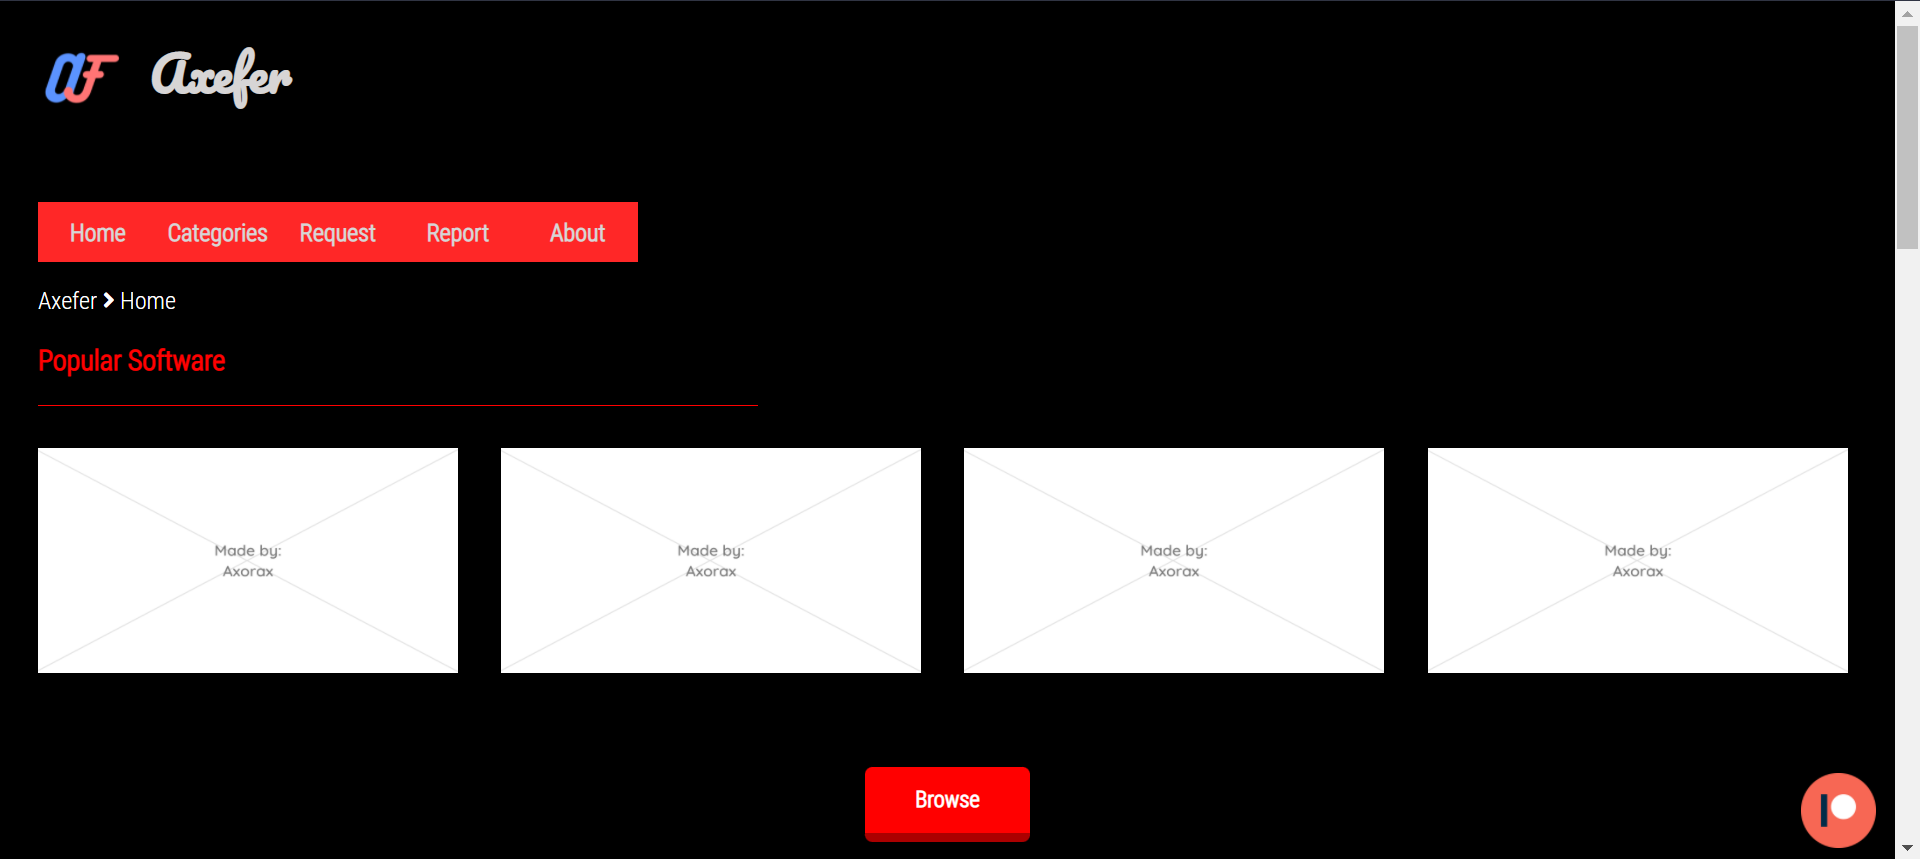 AF Axefer
Home Categories Request Report About
Axefer Home
Popular Software
Made by:
Axorax
Made by:
Axorax
Made by:
Axorax
Made by:
Axorax
Browse